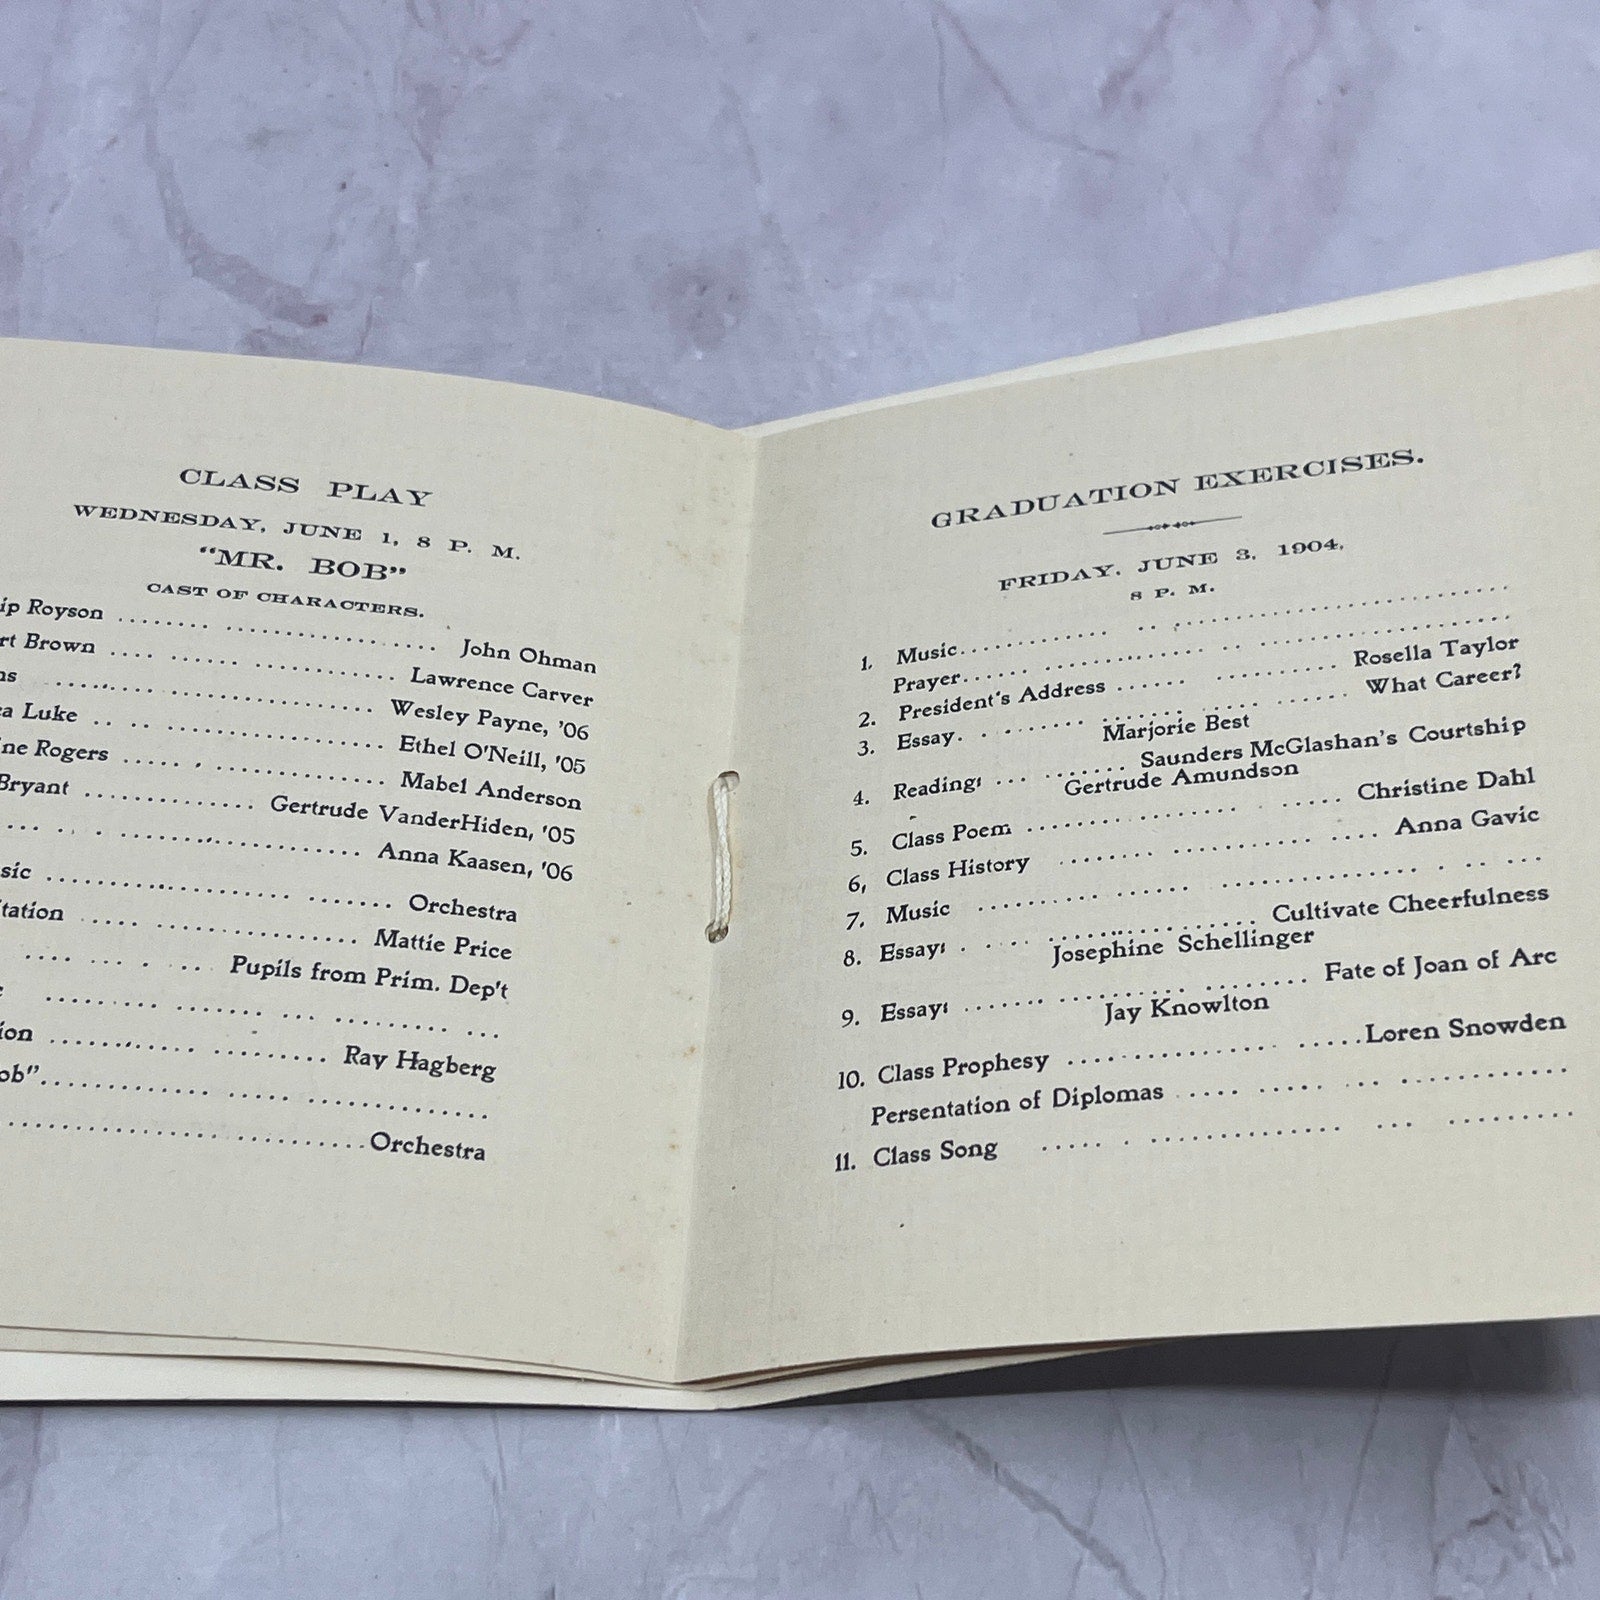 CLASS PLAY
WEDNESDAY, JUNE 1, 8 P. M.
"MR. BOB"
CAST OF CHARACTERS.
ip Royson ........ John Ohman
rt Brown ........ Lawrence Carver
ns ........ Wesley Payne, '06
ca Luke ........ Ethel O'Neill, '05
ine Rogers ........ Mabel Anderson
Bryant ........ Gertrude VanderHiden, '05
........ Anna Kaasen, '06
sic ........ Orchestra
tation ........ Mattie Price
........ Pupils from Prim. Dep't
c ........
ion ........ Ray Hagberg
ob" ........
........ Orchestra
GRADUATION EXERCISES.
FRIDAY, JUNE 3, 1904,
8 P. M.
1. Music ........
Prayer ........
2. President's Address ........ Rosella Taylor
3. Essay ........ What Career?
Marjorie Best
4. Reading: ........ Saunders McGlashan's Courtship
Gertrude Amundson
5. Class Poem ........ Christine Dahl
6, Class History ........ Anna Gavic
7. Music ........
8. Essay: ........ Cultivate Cheerfulness
Josephine Schellinger
9. Essay: ........ Fate of Joan of Arc
Jay Knowlton
10. Class Prophesy ........ Loren Snowden
Persentation of Diplomas ........
11. Class Song ........